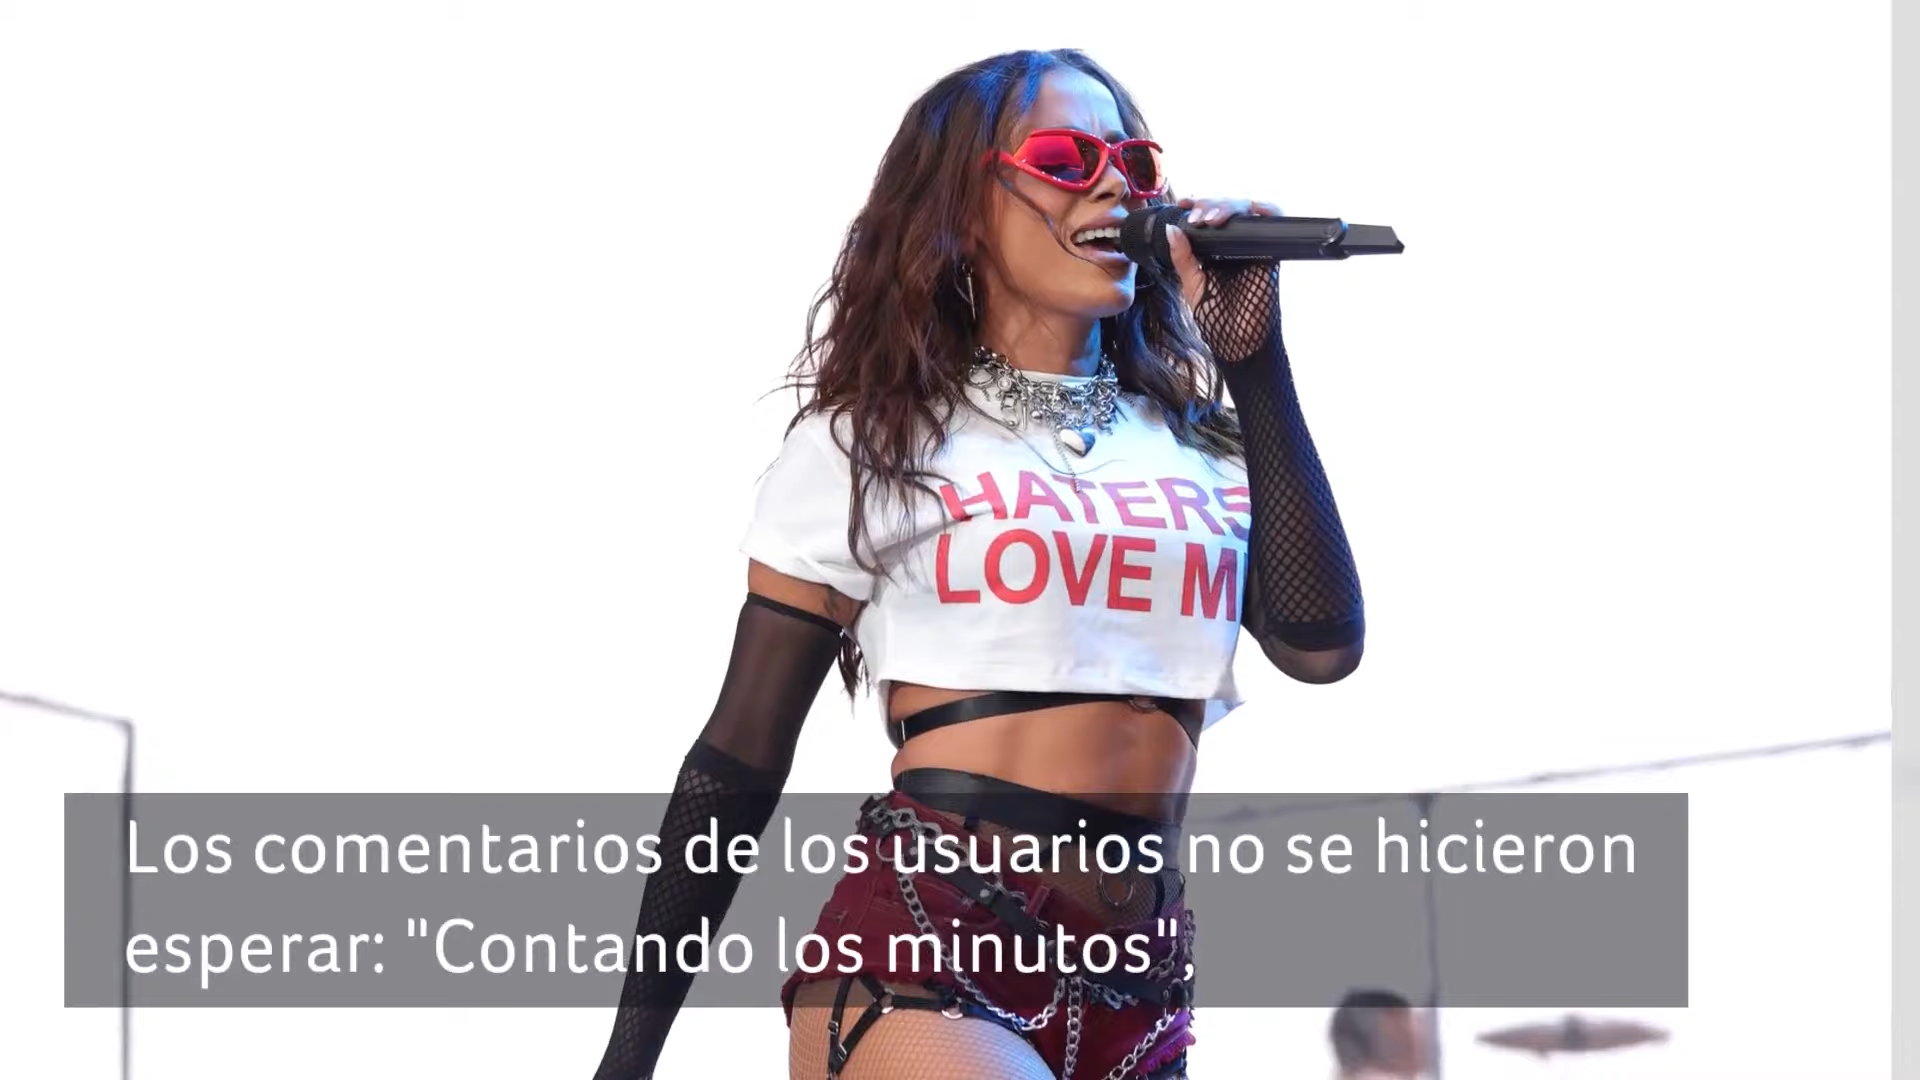 HATERS
LOVE M
Los comentarios de los usuarios no se hicieron
esperar: "Contando los minutos",